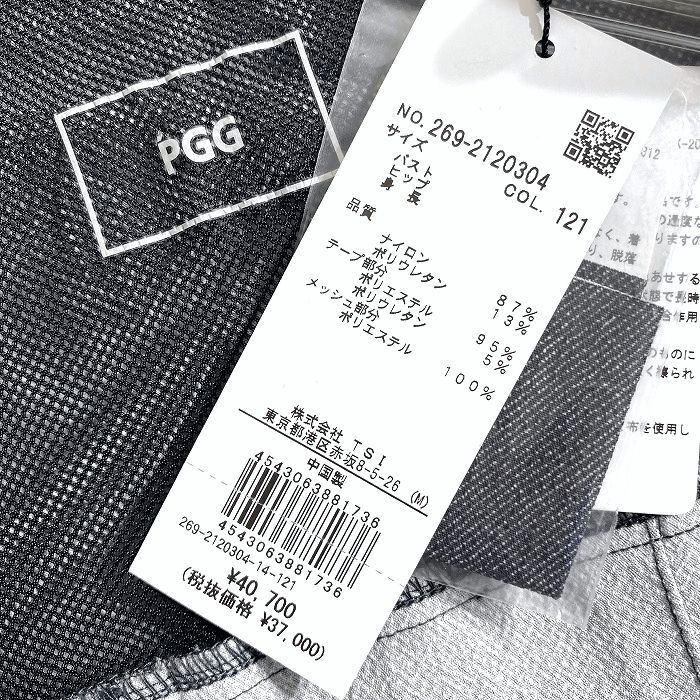 PGG
NO. 269-2120304
サイズ COL. 121
バスト
ヒップ
身 長
品質
ナイロン 87%
ポリウレタン 13%
テープ部分
ポリエステル 95%
ポリウレタン 5%
メッシュ部分
ポリエステル 100%
株式会社 TSI
東京都港区赤坂8-5-26 (M)
中国製
4543063881736
4543063881736
269-2120304-14-121
¥40,700
(税抜価格 ¥37,000)